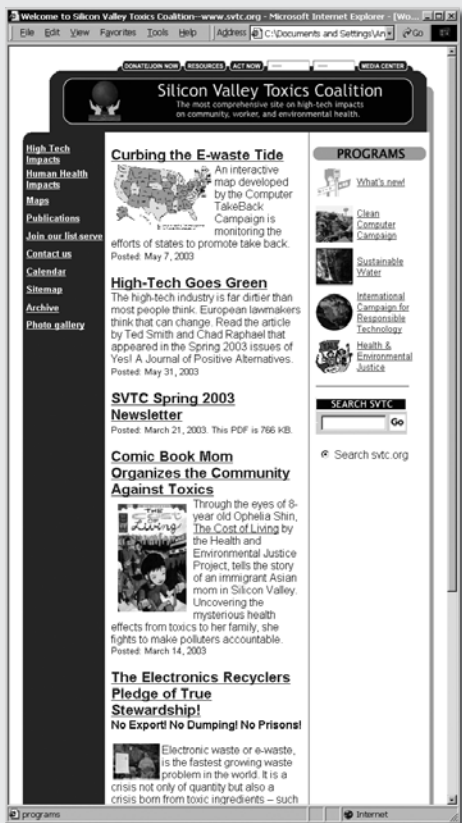 Welcome to Silicon Valley Toxics Coalition--www.svtc.org - Microsoft Internet Explorer - [Wo...
File Edit View Favorites Tools Help Address C:\Documents and Settings\An Go
DONATE/JOIN NOW RESOURCES ACT NOW MEDIA CENTER
Silicon Valley Toxics Coalition
The most comprehensive site on high-tech impacts
on community, worker, and environmental health.
High Tech
Impacts
Human Health
Impacts
Maps
Publications
Join our list serve
Contact us
Calendar
Sitemap
Archive
Photo gallery
Curbing the E-waste Tide
An interactive
map developed
by the Computer
TakeBack
Campaign is
monitoring the
efforts of states to promote take back.
Posted: May 7, 2003
High-Tech Goes Green
The high-tech industry is far dirtier than
most people think. European lawmakers
think that can change. Read the article
by Ted Smith and Chad Raphael that
appeared in the Spring 2003 issues of
Yes! A Journal of Positive Alternatives.
Posted: May 31, 2003
SVTC Spring 2003
Newsletter
Posted: March 21, 2003. This PDF is 766 KB.
Comic Book Mom
Organizes the Community
Against Toxics
THE
Cost of
Living
Through the eyes of 8-
year old Ophelia Shin,
The Cost of Living by
the Health and
Environmental Justice
Project, tells the story
of an immigrant Asian
mom in Silicon Valley.
Uncovering the
mysterious health
effects from toxics to her family, she
fights to make polluters accountable.
Posted: March 14, 2003
The Electronics Recyclers
Pledge of True
Stewardship!
No Export! No Dumping! No Prisons!
Electronic waste or e-waste,
is the fastest growing waste
problem in the world. It is a
crisis not only of quantity but also a
crisis born from toxic ingredients – such
PROGRAMS
What's new!
Clean
Computer
Campaign
Sustainable
Water
International
Campaign for
Responsible
Technology
Health &
Environmental
Justice
SEARCH SVTC
Go
Search svtc.org
programs
Internet